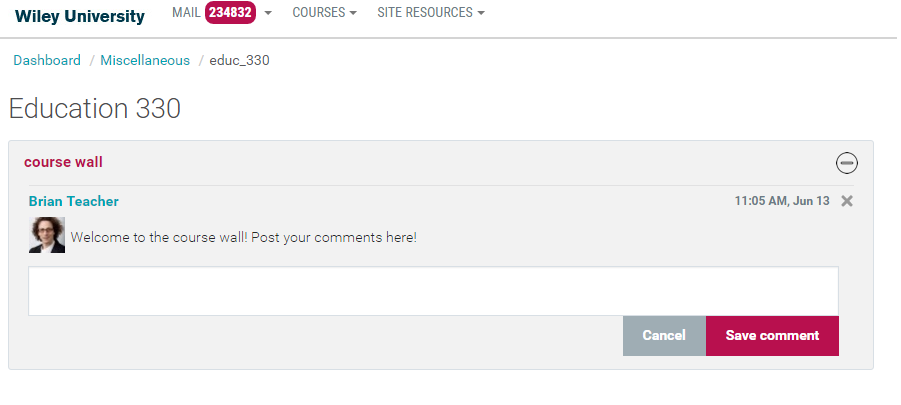 Wiley University MAIL 234832 COURSES SITE RESOURCES
Dashboard / Miscellaneous / educ_330
Education 330
course wall
Brian Teacher 11:05 AM, Jun 13
Welcome to the course wall! Post your comments here!
Cancel Save comment